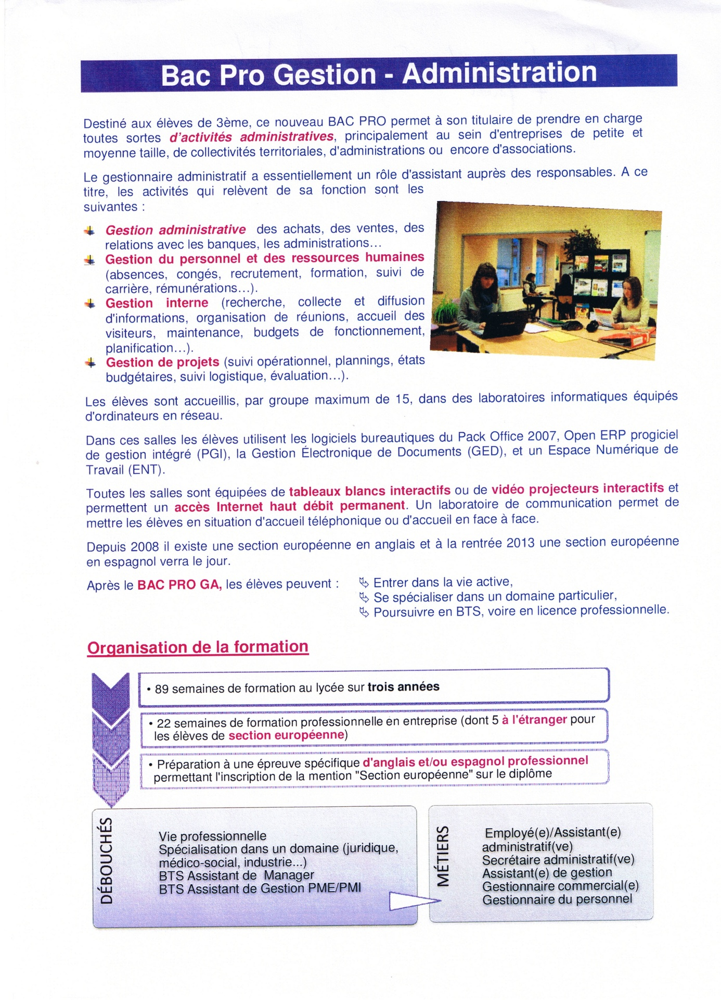 Bac Pro Gestion - Administration
Destiné aux élèves de 3ème, ce nouveau BAC PRO permet à son titulaire de prendre en charge
toutes sortes d'activités administratives, principalement au sein d'entreprises de petite et
moyenne taille, de collectivités territoriales, d'administrations ou encore d'associations.
Le gestionnaire administratif a essentiellement un rôle d'assistant auprès des responsables. A ce
titre, les activités qui relèvent de sa fonction sont les
suivantes :
Gestion administrative des achats, des ventes, des
relations avec les banques, les administrations…
Gestion du personnel et des ressources humaines
(absences, congés, recrutement, formation, suivi de
carrière, rémunérations…).
Gestion interne (recherche, collecte et diffusion
d'informations, organisation de réunions, accueil des
visiteurs, maintenance, budgets de fonctionnement,
planification…).
Gestion de projets (suivi opérationnel, plannings, états
budgétaires, suivi logistique, évaluation…).
Les élèves sont accueillis, par groupe maximum de 15, dans des laboratoires informatiques équipés
d'ordinateurs en réseau.
Dans ces salles les élèves utilisent les logiciels bureautiques du Pack Office 2007, Open ERP progiciel
de gestion intégré (PGI), la Gestion Électronique de Documents (GED), et un Espace Numérique de
Travail (ENT).
Toutes les salles sont équipées de tableaux blancs interactifs ou de vidéo projecteurs interactifs et
permettent un accès Internet haut débit permanent. Un laboratoire de communication permet de
mettre les élèves en situation d'accueil téléphonique ou d'accueil en face à face.
Depuis 2008 il existe une section européenne en anglais et à la rentrée 2013 une section européenne
en espagnol verra le jour.
Après le BAC PRO GA, les élèves peuvent :
Entrer dans la vie active,
Se spécialiser dans un domaine particulier,
Poursuivre en BTS, voire en licence professionnelle.
Organisation de la formation
• 89 semaines de formation au lycée sur trois années
• 22 semaines de formation professionnelle en entreprise (dont 5 à l'étranger pour
les élèves de section européenne)
• Préparation à une épreuve spécifique d'anglais et/ou espagnol professionnel
permettant l'inscription de la mention "Section européenne" sur le diplôme
DÉBOUCHÉS
Vie professionnelle
Spécialisation dans un domaine (juridique,
médico-social, industrie...)
BTS Assistant de Manager
BTS Assistant de Gestion PME/PMI
MÉTIERS
Employé(e)/Assistant(e)
administratif(ve)
Secrétaire administratif(ve)
Assistant(e) de gestion
Gestionnaire commercial(e)
Gestionnaire du personnel